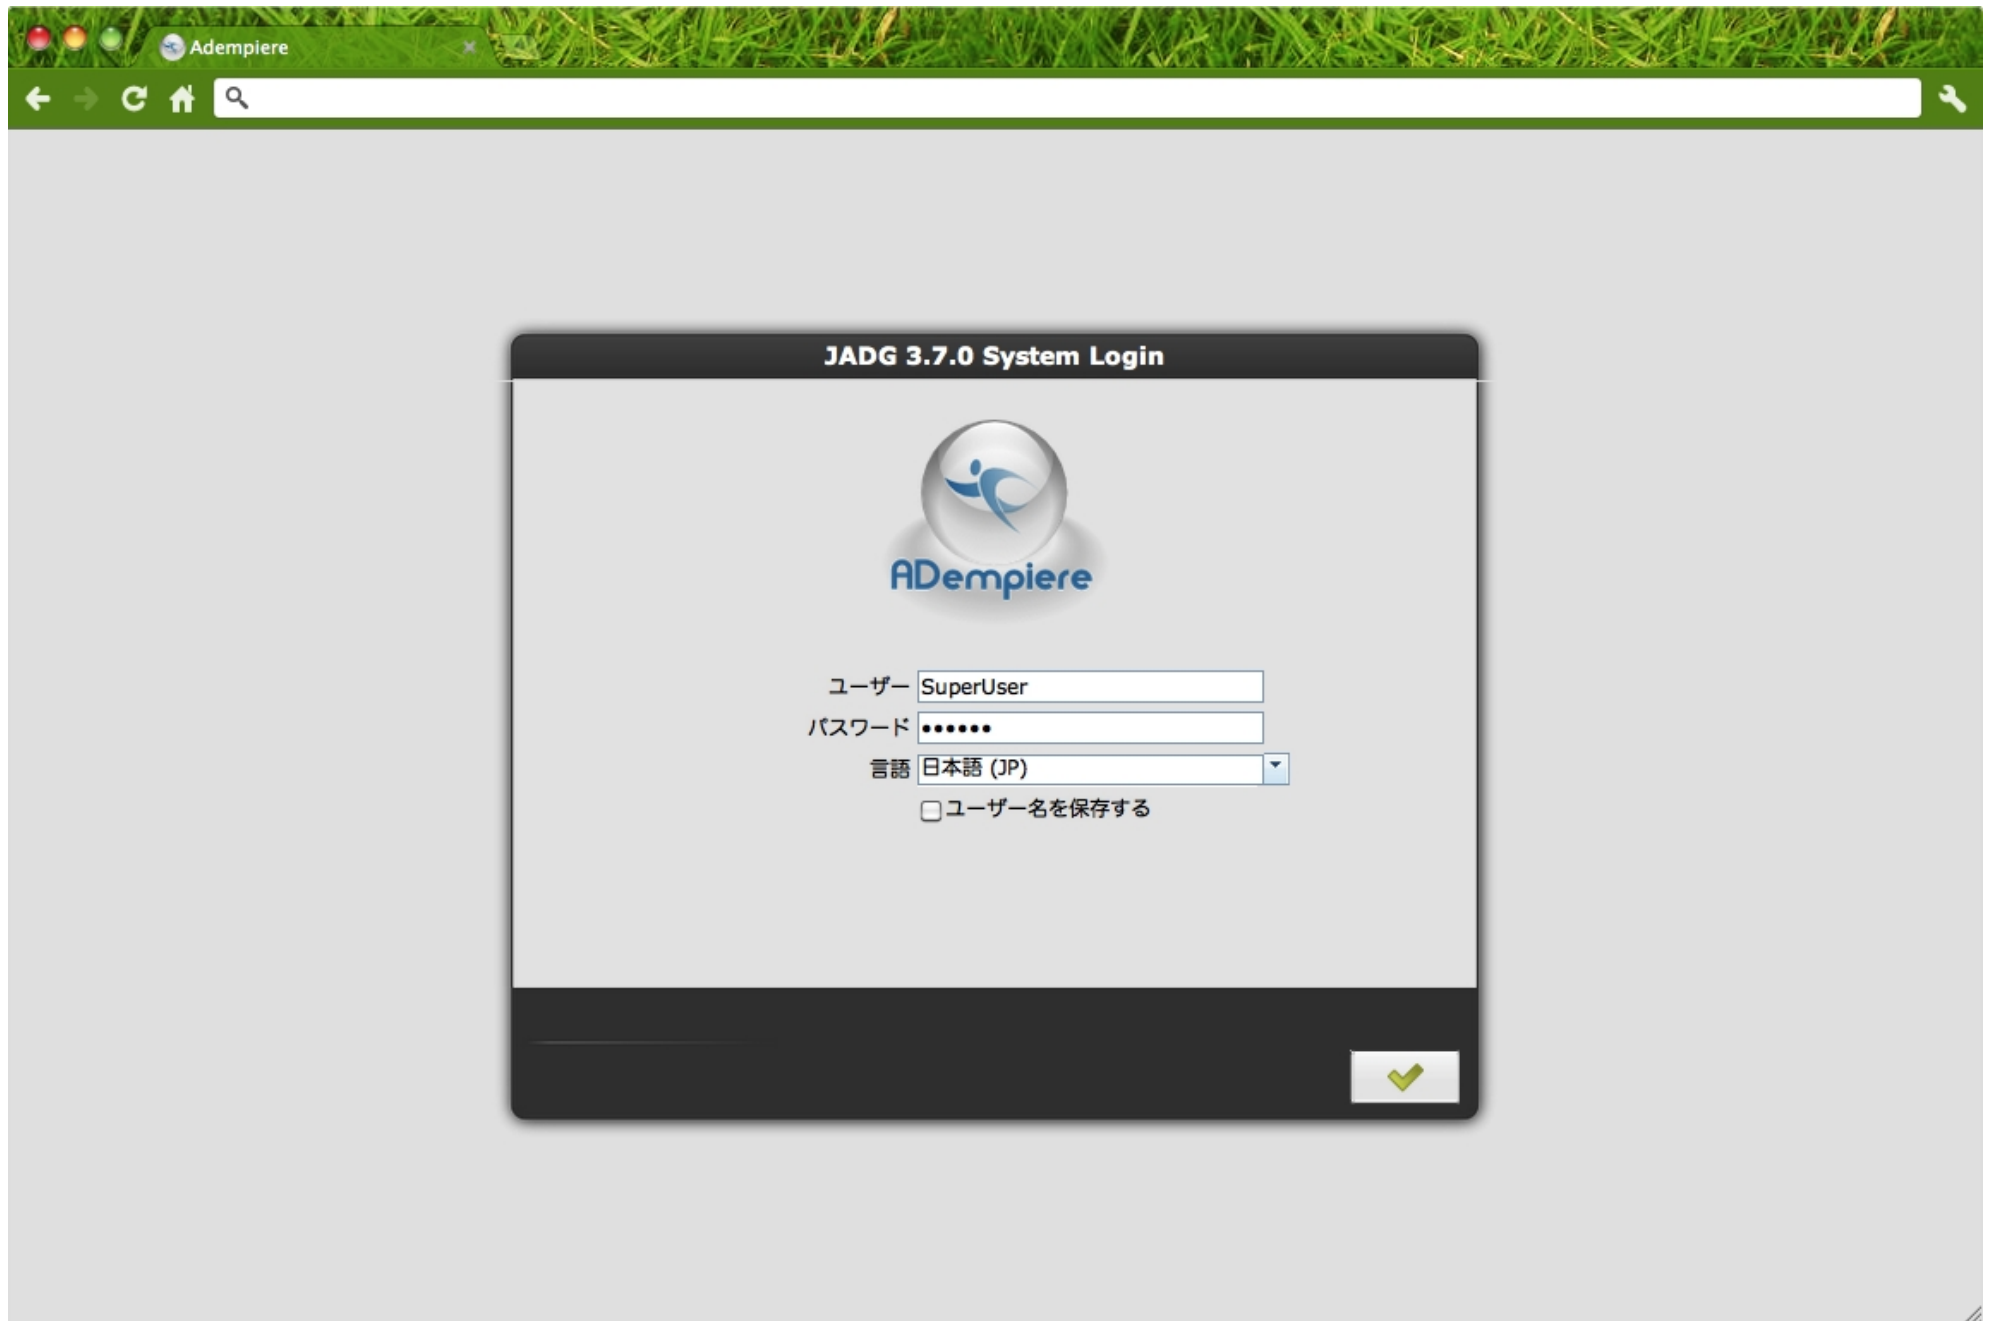 Adempiere
JADG 3.7.0 System Login
ADempiere
ユーザー SuperUser
パスワード ••••••
言語 日本語 (JP)
ユーザー名を保存する